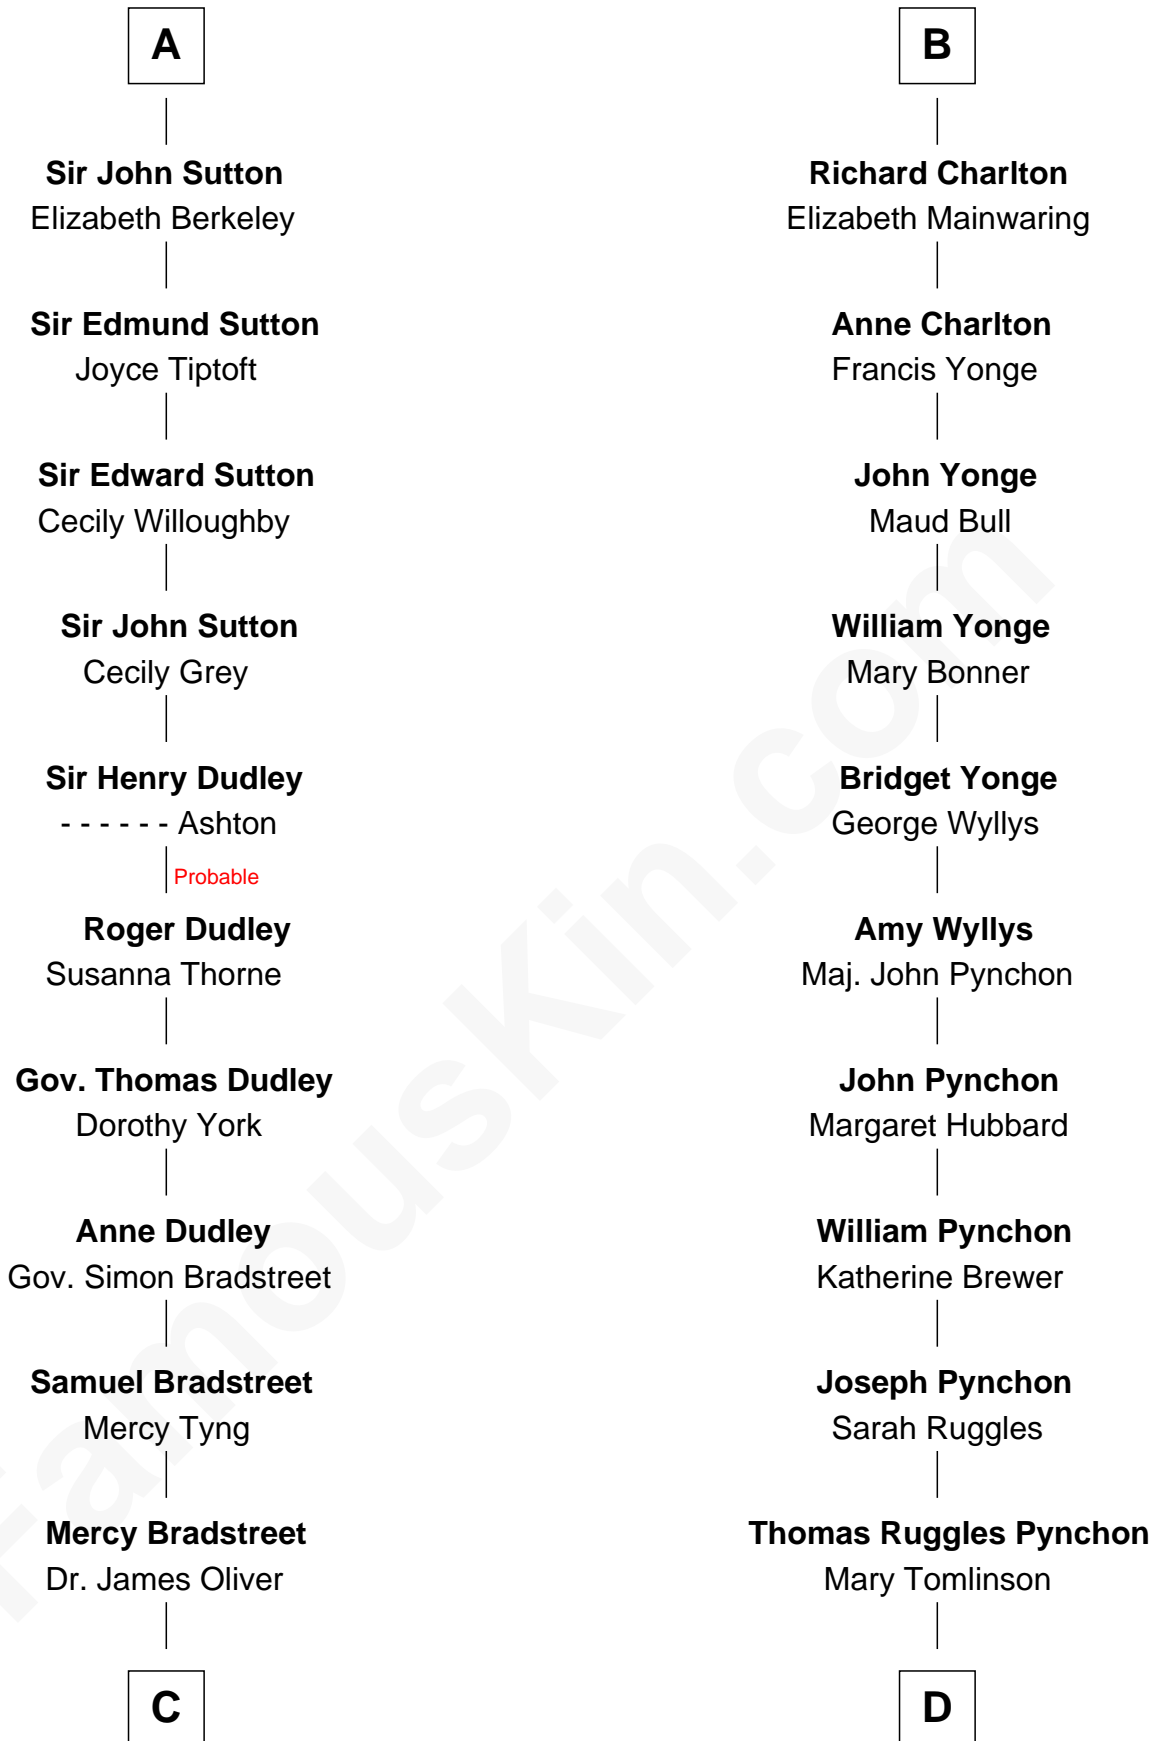 A
Sir John Sutton
Elizabeth Berkeley
Sir Edmund Sutton
Joyce Tiptoft
Sir Edward Sutton
Cecily Willoughby
Sir John Sutton
Cecily Grey
Sir Henry Dudley
- - - - - - Ashton
Probable
Roger Dudley
Susanna Thorne
Gov. Thomas Dudley
Dorothy York
Anne Dudley
Gov. Simon Bradstreet
Samuel Bradstreet
Mercy Tyng
Mercy Bradstreet
Dr. James Oliver
C
B
Richard Charlton
Elizabeth Mainwaring
Anne Charlton
Francis Yonge
John Yonge
Maud Bull
William Yonge
Mary Bonner
Bridget Yonge
George Wyllys
Amy Wyllys
Maj. John Pynchon
John Pynchon
Margaret Hubbard
William Pynchon
Katherine Brewer
Joseph Pynchon
Sarah Ruggles
Thomas Ruggles Pynchon
Mary Tomlinson
D
FamousKin.com